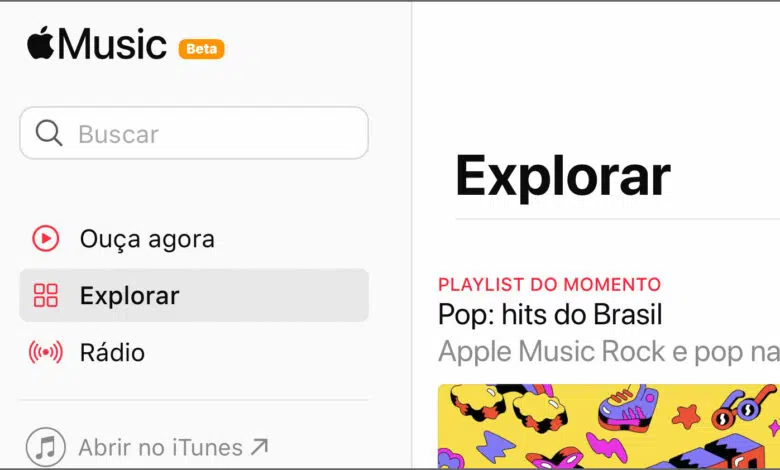 Music Beta
Buscar
Ouça agora
Explorar
Rádio
Abrir no iTunes
Explorar
PLAYLIST DO MOMENTO
Pop: hits do Brasil
Apple Music Rock e pop na